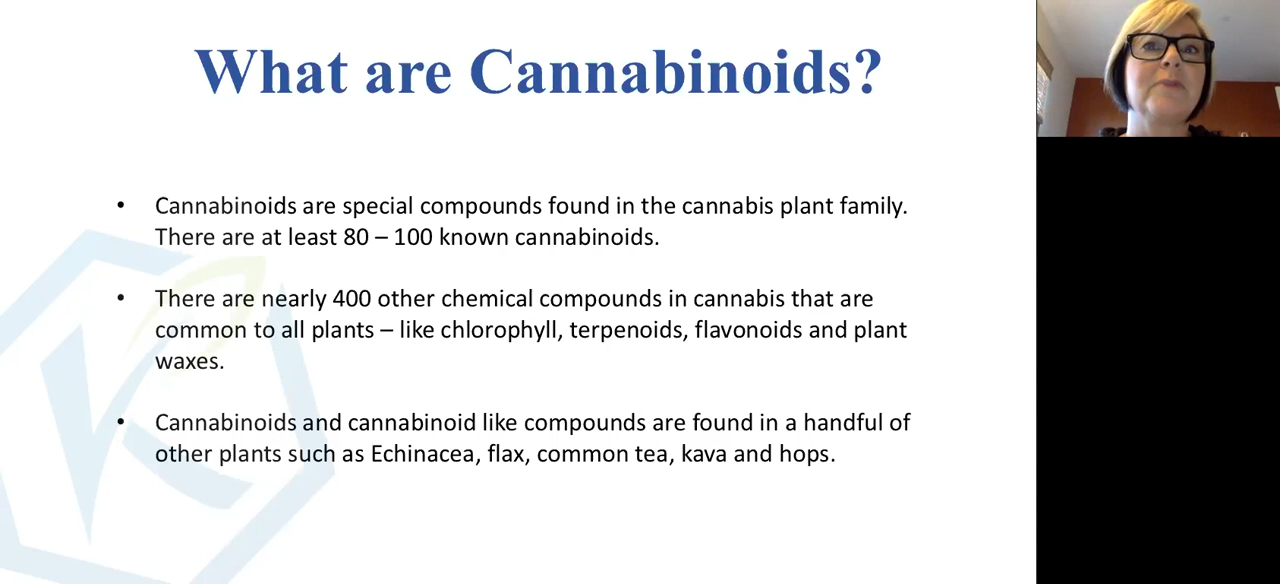 What are Cannabinoids?
• Cannabinoids are special compounds found in the cannabis plant family.
There are at least 80 – 100 known cannabinoids.
• There are nearly 400 other chemical compounds in cannabis that are
common to all plants – like chlorophyll, terpenoids, flavonoids and plant
waxes.
• Cannabinoids and cannabinoid like compounds are found in a handful of
other plants such as Echinacea, flax, common tea, kava and hops.